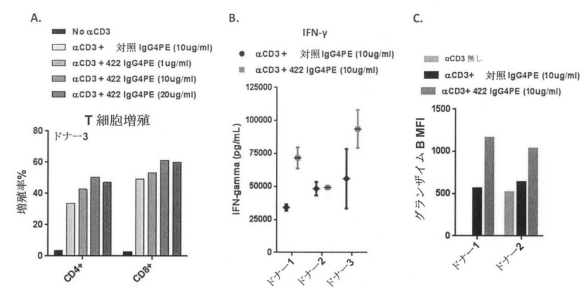 A.
No αCD3
αCD3 + 対照 IgG4PE (10ug/ml)
αCD3 + 422 IgG4PE (1ug/ml)
αCD3 + 422 IgG4PE (10ug/ml)
αCD3 + 422 IgG4PE (20ug/ml)
T 細胞増殖
ドナー3
増殖率%
80
60
40
20
0
CD4+
CD8+
B.
IFN-γ
αCD3 + 対照 IgG4PE (10ug/ml)
αCD3 + 422 IgG4PE (10ug/ml)
IFN-gamma (pg/mL)
125000
100000
75000
50000
25000
0
ドナー1
ドナー2
ドナー3
C.
αCD3 無し
αCD3+ 対照 IgG4PE (10ug/ml)
αCD3+ 422 IgG4PE (10ug/ml)
グランザイム B MFI
1500
1000
500
0
ドナー1
ドナー2